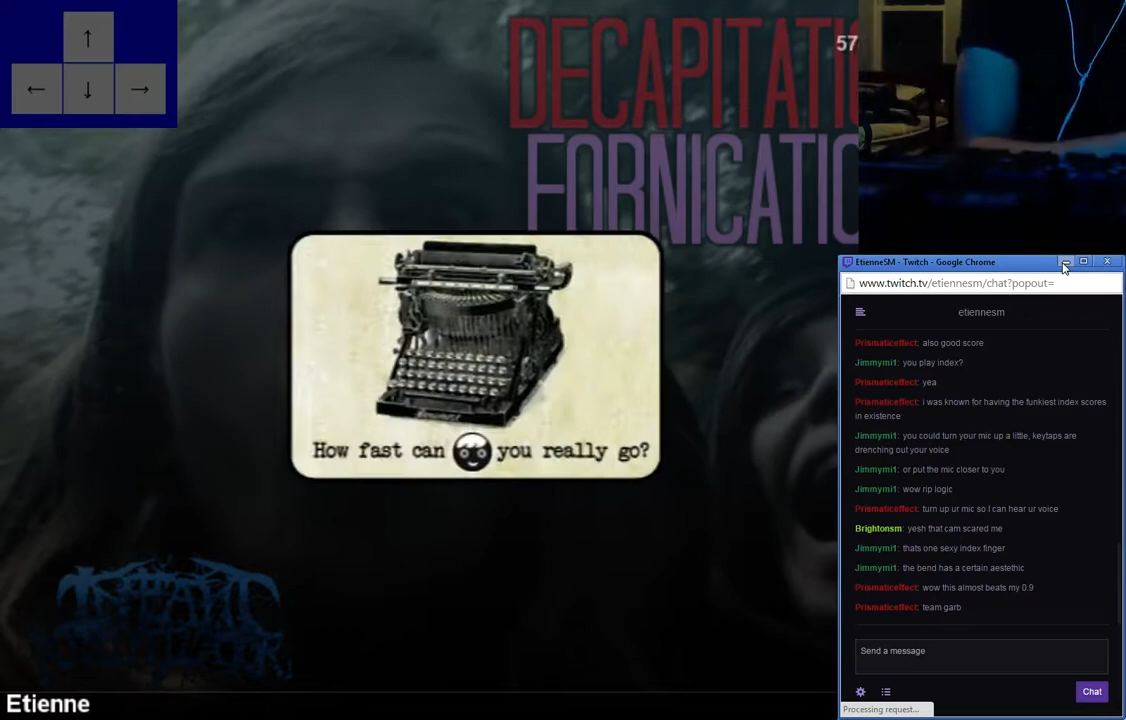 ↑
← ↓ →
DECAPITATIO
57
FORNICATIO
How fast can you really go?
Etienne
EtienneSM - Twitch - Google Chrome
www.twitch.tv/etiennesm/chat?popout=
etiennesm
Prismaticeffect: also good score
Jimmymi1: you play index?
Prismaticeffect: yea
Prismaticeffect: i was known for having the funkiest index scores
in existence
Jimmymi1: you could turn your mic up a little, keytaps are
drenching out your voice
Jimmymi1: or put the mic closer to you
Jimmymi1: wow rip logic
Prismaticeffect: turn up ur mic so I can hear ur voice
Brightonsm: yesh that cam scared me
Jimmymi1: thats one sexy index finger
Jimmymi1: the bend has a certain aestethic
Prismaticeffect: wow this almost beats my 0.9
Prismaticeffect: team garb
Send a message
Chat
Processing request...